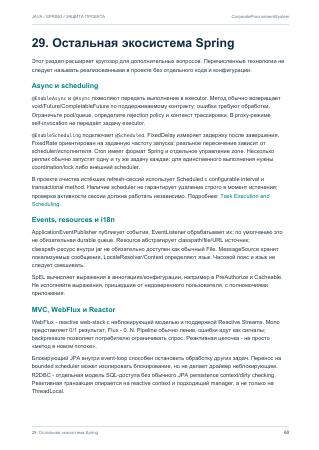 JAVA / SPRING / ЗАЩИТА ПРОЕКТА
CorporateProcurementSystem
29. Остальная экосистема Spring
Этот раздел расширяет кругозор для дополнительных вопросов. Перечисленные технологии не
следует называть реализованными в проекте без отдельного кода и конфигурации.
Async и scheduling
@EnableAsync и @Async позволяют передать выполнение в executor. Метод обычно возвращает
void/Future/CompletableFuture по поддерживаемому контракту; ошибки требуют обработки.
Ограничьте pool/queue, определите rejection policy и контекст трассировки. В proxy-режиме
self-invocation не передаёт задачу executor.
@EnableScheduling подключает @Scheduled. FixedDelay измеряет задержку после завершения,
FixedRate ориентирован на заданную частоту запуска; реальное пересечение зависит от
scheduler/исполнителя. Cron имеет формат Spring и отдельное управление zone. Несколько
реплик обычно запустят одну и ту же задачу каждая; для единственного выполнения нужны
coordination/lock либо внешний scheduler.
В проекте очистка истёкших refresh-сессий использует Scheduled с configurable interval и
transactional method. Наличие scheduler не гарантирует удаление строго в момент истечения;
проверка активности сессии должна работать независимо. Подробнее: Task Execution and
Scheduling.
Events, resources и i18n
ApplicationEventPublisher публикует события, EventListener обрабатывает их; по умолчанию это
не обязательная durable queue. Resource абстрагирует classpath/file/URL источник;
classpath-ресурс внутри jar не обязательно доступен как обычный File. MessageSource хранит
локализуемые сообщения, LocaleResolver/Context определяют язык. Часовой пояс и язык не
следует смешивать.
SpEL вычисляет выражения в аннотациях/конфигурации, например в PreAuthorize и Cacheable.
Не исполняйте выражения, пришедшие от недоверенного пользователя, с полномочиями
приложения.
MVC, WebFlux и Reactor
WebFlux - reactive web-стack с неблокирующей моделью и поддержкой Reactive Streams. Mono
представляет 0/1 результат, Flux - 0..N. Pipeline обычно ленив, ошибки идут как сигналы;
backpressure позволяет потребителю ограничивать спрос. Реактивная цепочка - не просто
«метод в новом потоке».
Блокирующий JPA внутри event-loop способен остановить обработку других задач. Перенос на
bounded scheduler может изолировать блокирование, но не делает драйвер неблокирующим.
R2DBC - отдельная модель SQL-доступа без обычного JPA persistence context/dirty checking.
Реактивная транзакция опирается на reactive context и подходящий manager, а не только на
ThreadLocal.
29. Остальная экосистема Spring
60